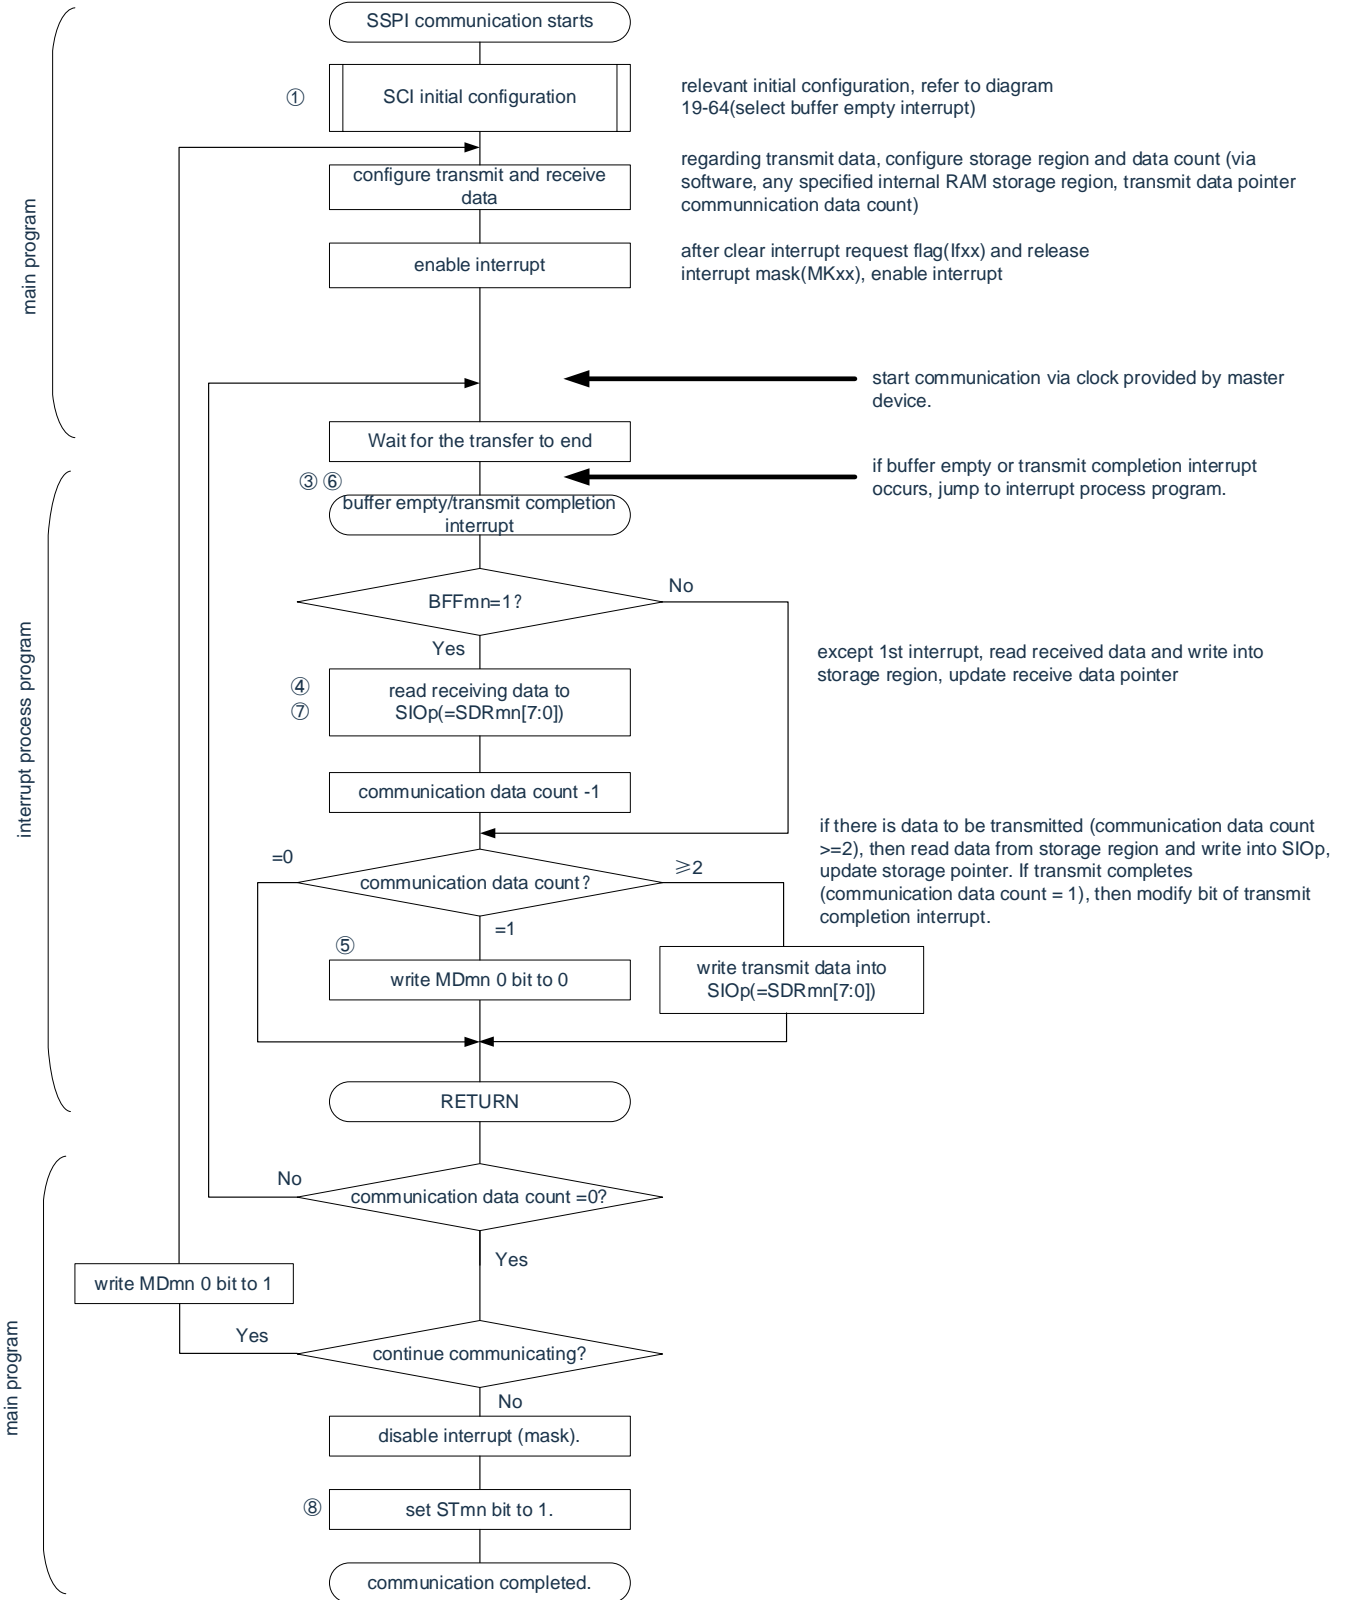 SSPI communication starts
①
SCI initial configuration
relevant initial configuration, refer to diagram
19-64(select buffer empty interrupt)
configure transmit and receive
data
regarding transmit data, configure storage region and data count (via
software, any specified internal RAM storage region, transmit data pointer
communnication data count)
main program
enable interrupt
after clear interrupt request flag(Ifxx) and release
interrupt mask(MKxx), enable interrupt
start communication via clock provided by master
device.
Wait for the transfer to end
③ ⑥
if buffer empty or transmit completion interrupt
occurs, jump to interrupt process program.
buffer empty/transmit completion
interrupt
BFFmn=1?
No
Yes
interrupt process program
④
⑦
read receiving data to
SIOp(=SDRmn[7:0])
except 1st interrupt, read received data and write into
storage region, update receive data pointer
communication data count -1
=0
communication data count?
≥2
=1
if there is data to be transmitted (communication data count
>=2), then read data from storage region and write into SIOp,
update storage pointer. If transmit completes
(communication data count = 1), then modify bit of transmit
completion interrupt.
⑤
write MDmn 0 bit to 0
write transmit data into
SIOp(=SDRmn[7:0])
RETURN
No
communication data count =0?
Yes
write MDmn 0 bit to 1
Yes
continue communicating?
No
main program
disable interrupt (mask).
⑧
set STmn bit to 1.
communication completed.